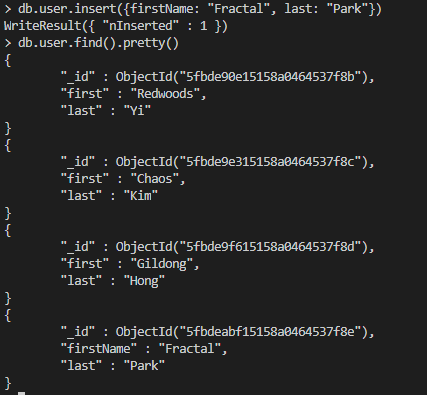 > db.user.insert({firstName: "Fractal", last: "Park"})
WriteResult({ "nInserted" : 1 })
> db.user.find().pretty()
{
        "_id" : ObjectId("5fbde90e15158a0464537f8b"),
        "first" : "Redwoods",
        "last" : "Yi"
}
{
        "_id" : ObjectId("5fbde9e315158a0464537f8c"),
        "first" : "Chaos",
        "last" : "Kim"
}
{
        "_id" : ObjectId("5fbde9f615158a0464537f8d"),
        "first" : "Gildong",
        "last" : "Hong"
}
{
        "_id" : ObjectId("5fbdeabf15158a0464537f8e"),
        "firstName" : "Fractal",
        "last" : "Park"
}